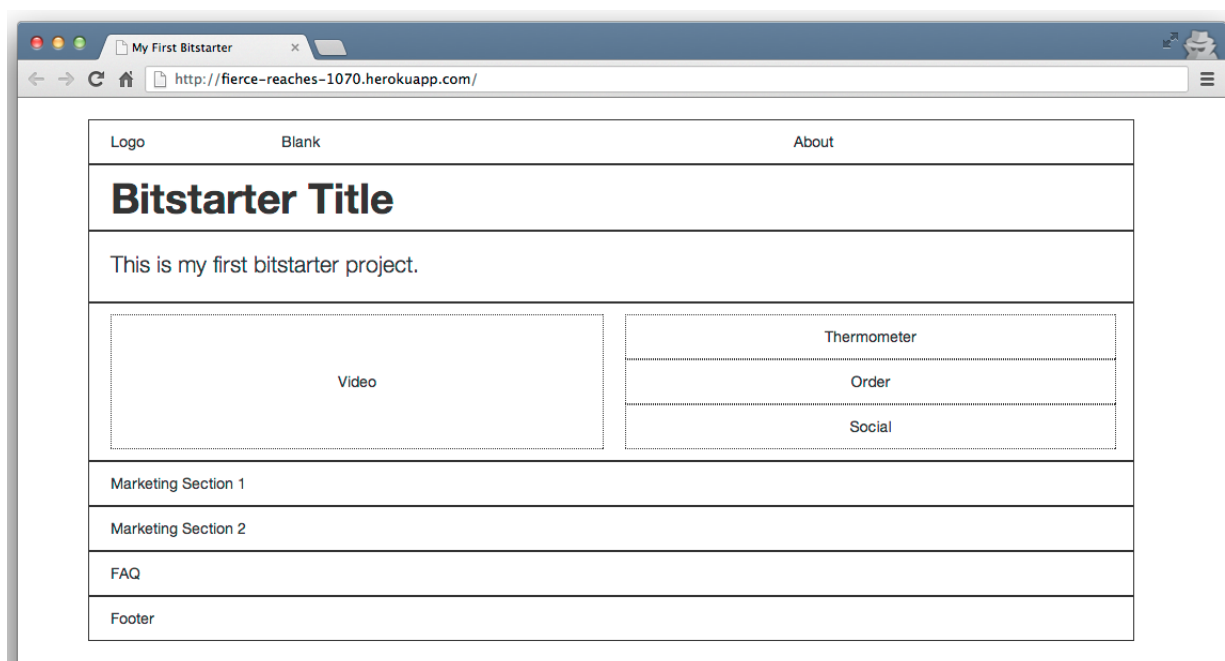 My First Bitstarter
http://fierce-reaches-1070.herokuapp.com/
Logo Blank About
Bitstarter Title
This is my first bitstarter project.
Video
Thermometer
Order
Social
Marketing Section 1
Marketing Section 2
FAQ
Footer